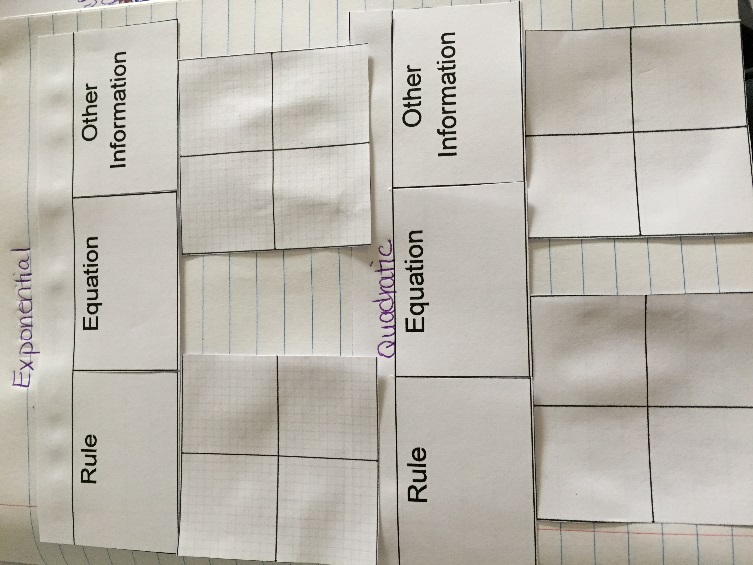 Exponential
Rule
Equation
Other
Information
Quadratic
Rule
Equation
Other
Information